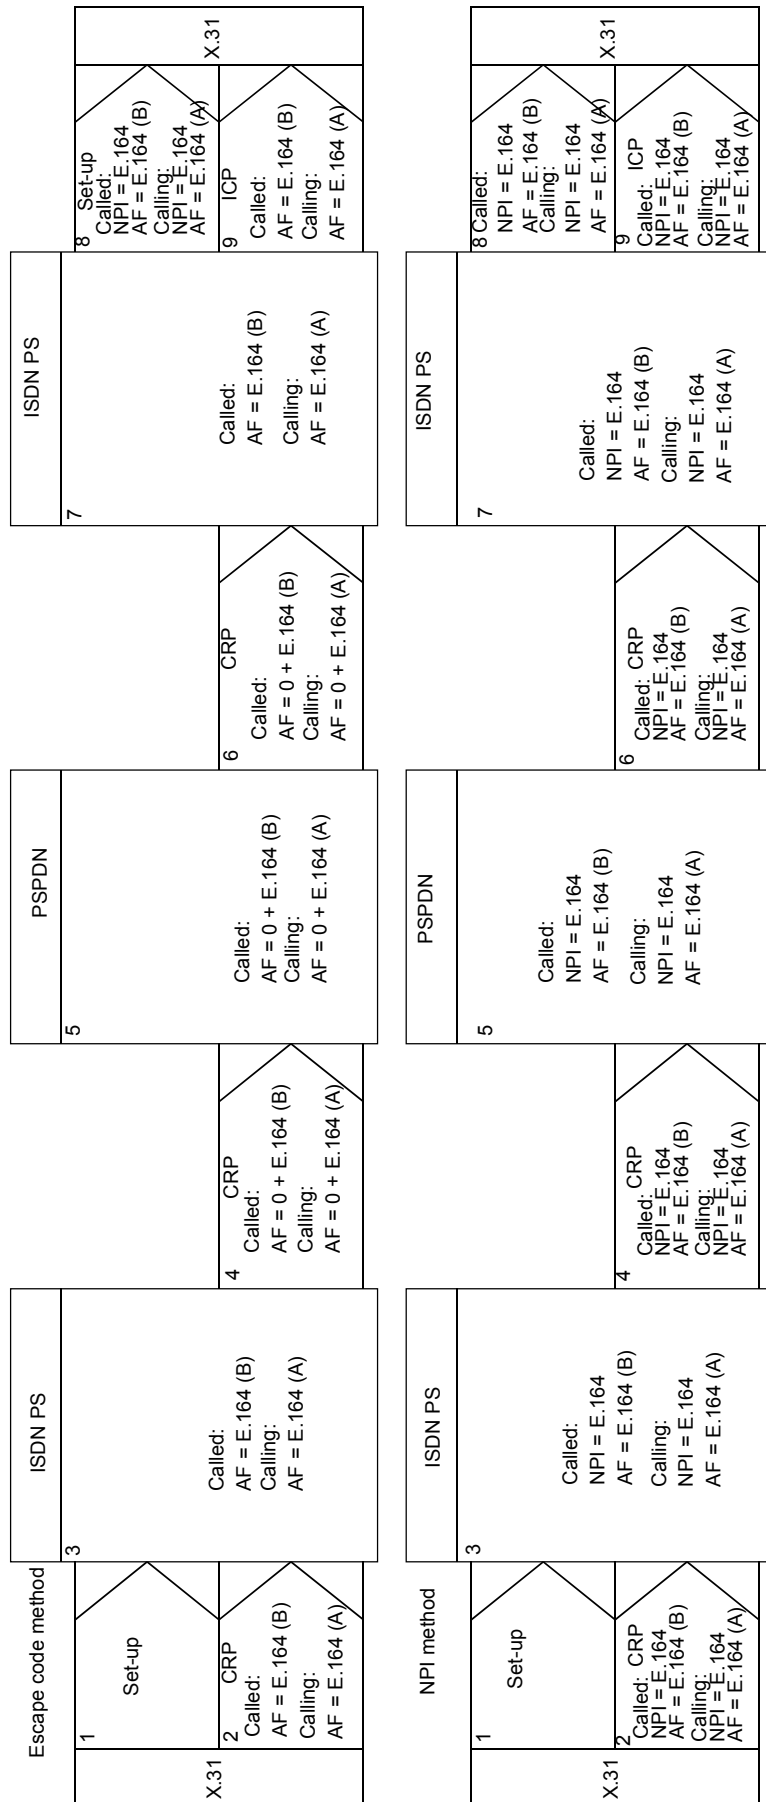 Escape code method
X.31
1
Set-up
2
CRP
Called:
AF = E.164 (B)
Calling:
AF = E.164 (A)
ISDN PS
3
Called:
AF = E.164 (B)
Calling:
AF = E.164 (A)
4
CRP
Called:
AF = 0 + E.164 (B)
Calling:
AF = 0 + E.164 (A)
PSPDN
5
Called:
AF = 0 + E.164 (B)
Calling:
AF = 0 + E.164 (A)
6
CRP
Called:
AF = 0 + E.164 (B)
Calling:
AF = 0 + E.164 (A)
ISDN PS
7
Called:
AF = E.164 (B)
Calling:
AF = E.164 (A)
8
Set-up
Called:
NPI = E.164
AF = E.164 (B)
Calling:
NPI = E.164
AF = E.164 (A)
9
ICP
Called:
AF = E.164 (B)
Calling:
AF = E.164 (A)
X.31
NPI method
X.31
1
Set-up
2
Called: CRP
NPI = E.164
AF = E.164 (B)
Calling:
NPI = E.164
AF = E.164 (A)
ISDN PS
3
Called:
NPI = E.164
AF = E.164 (B)
Calling:
NPI = E.164
AF = E.164 (A)
4
Called: CRP
NPI = E.164
AF = E.164 (B)
Calling:
NPI = E.164
AF = E.164 (A)
PSPDN
5
Called:
NPI = E.164
AF = E.164 (B)
Calling:
NPI = E.164
AF = E.164 (A)
6
Called: CRP
NPI = E.164
AF = E.164 (B)
Calling:
NPI = E.164
AF = E.164 (A)
ISDN PS
7
Called:
NPI = E.164
AF = E.164 (B)
Calling:
NPI = E.164
AF = E.164 (A)
8 Called:
NPI = E.164
AF = E.164 (B)
Calling:
NPI = E.164
AF = E.164 (A)
9
Called: ICP
NPI = E.164
AF = E.164 (B)
Calling:
NPI = E.164
AF = E.164 (A)
X.31